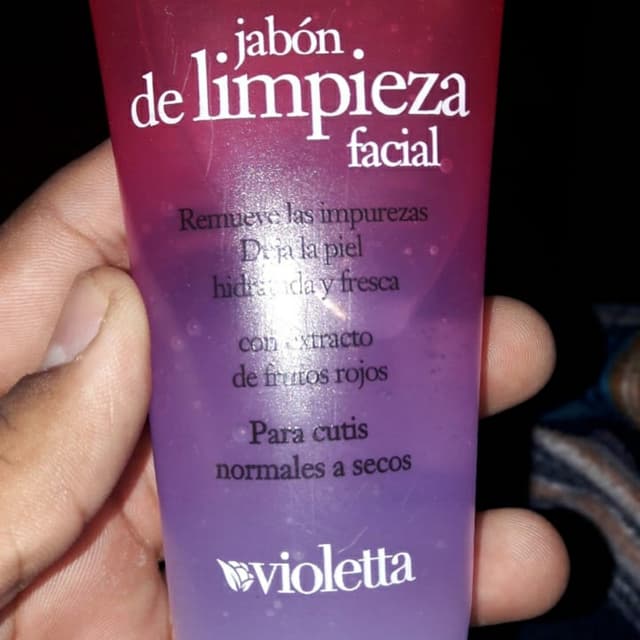 jabón
de limpieza
facial
Remueve las impurezas
Deja la piel
hidratada y fresca
con extracto
de frutos rojos
Para cutis
normales a secos
violetta